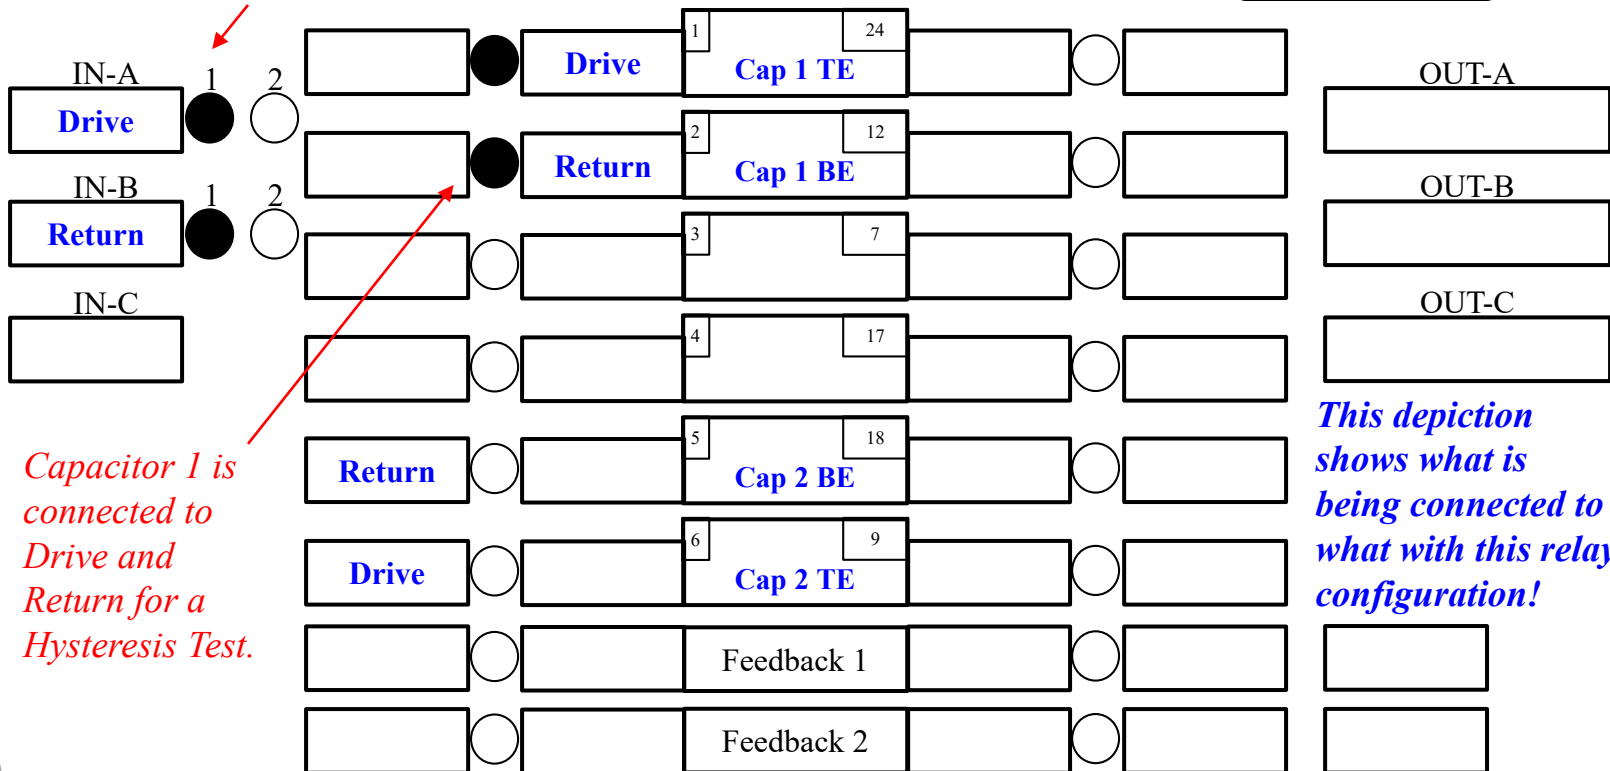 1
24
Drive
Cap 1 TE
IN-A
1
2
OUT-A
Drive
2
12
Return
Cap 1 BE
IN-B
1
2
OUT-B
Return
3
7
IN-C
OUT-C
4
17
This depiction
shows what is
being connected to
what with this relay
configuration!
Capacitor 1 is
connected to
Drive and
Return for a
Hysteresis Test.
5
18
Return
Cap 2 BE
6
9
Drive
Cap 2 TE
Feedback 1
Feedback 2